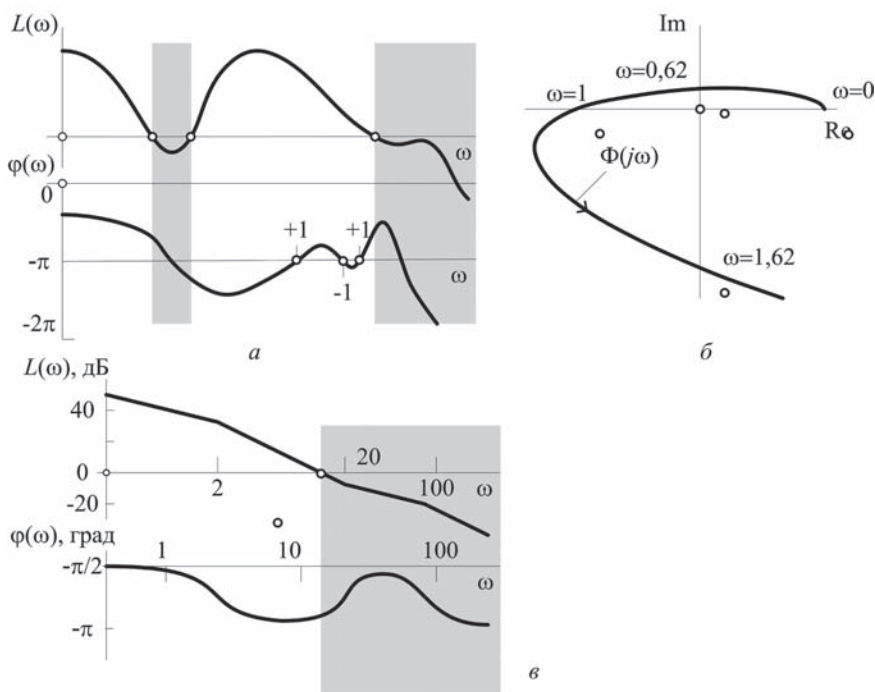 L(ω)
ω
φ(ω)
0
+1
+1
-π
-1
ω
-2π
а
Im
ω=0,62
ω=1
ω=0
Re
Φ(jω)
ω=1,62
б
L(ω), дБ
40
20
0
2
100
ω
-20
φ(ω), град
1
10
100
-π/2
ω
-π
в